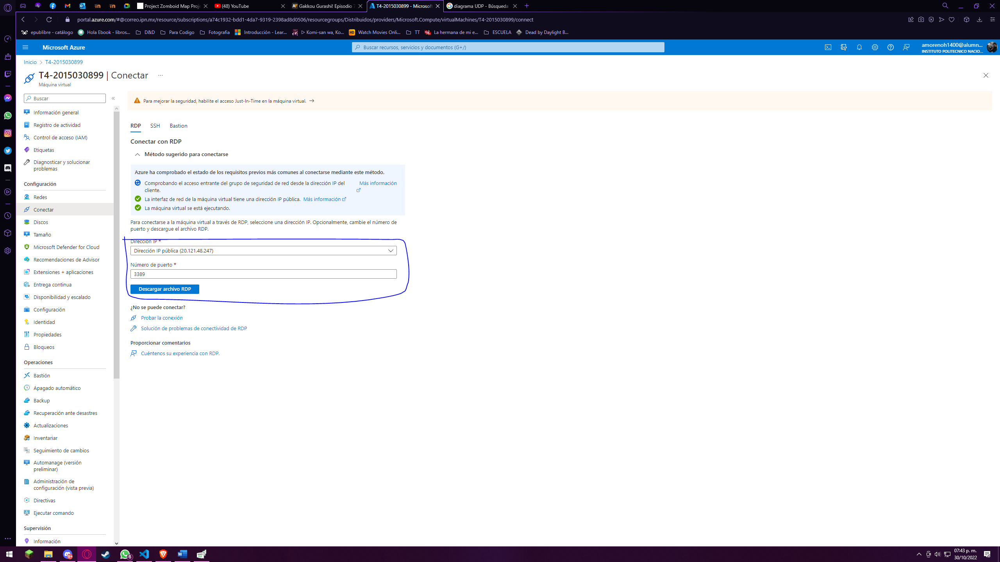 Project Zomboid Map Proje
(48) YouTube
Gakkou Gurashi! Episodio 7
T4-2015030899 - Microsoft
diagrama UDP - Búsqueda
portal.azure.com/#@correo.ipn.mx/resource/subscriptions/a74c1932-bdd1-4da7-9319-2398ad8d0506/resourcegroups/Distribuidos/providers/Microsoft.Compute/virtualMachines/T4-2015030899/connect
epublibre - catálogo
Hola Ebook - libros...
D&D
Para Codigo
Fotografia
Introducción - Lear...
▷ Komi-san wa, Ko...
HD
Watch Movies Onli...
TT
La hermana de mi e...
ESCUELA
Dead by Daylight B...
Microsoft Azure
Buscar recursos, servicios y documentos (G+/)
amorenoh1400@alumn...
INSTITUTO POLITECNICO NACIO...
Inicio > T4-2015030899
T4-2015030899 | Conectar ...
Máquina virtual
Buscar
Información general
Registro de actividad
Control de acceso (IAM)
Etiquetas
Diagnosticar y solucionar
problemas
Configuración
Redes
Conectar
Discos
Tamaño
Microsoft Defender for Cloud
Recomendaciones de Advisor
Extensiones + aplicaciones
Entrega continua
Disponibilidad y escalado
Configuración
Identidad
Propiedades
Bloqueos
Operaciones
Bastión
Apagado automático
Backup
Recuperación ante desastres
Actualizaciones
Inventariar
Seguimiento de cambios
Automanage (versión
preliminar)
Administración de
configuración (vista previa)
Directivas
Ejecutar comando
Supervisión
Información
Para mejorar la seguridad, habilite el acceso Just-In-Time en la máquina virtual. →
RDP
SSH
Bastion
Conectar con RDP
Método sugerido para conectarse
Azure ha comprobado el estado de los requisitos previos más comunes al conectarse mediante este método.
Comprobando el acceso entrante del grupo de seguridad de red desde la dirección IP del
cliente.
Más información
La interfaz de red de la máquina virtual tiene una dirección IP pública. Más información
La máquina virtual se está ejecutando.
Para conectarse a la máquina virtual a través de RDP, seleccione una dirección IP. Opcionalmente, cambie el número de
puerto y descargue el archivo RDP.
Dirección IP *
Dirección IP pública (20.121.48.247)
Número de puerto *
3389
Descargar archivo RDP
¿No se puede conectar?
Probar la conexión
Solución de problemas de conectividad de RDP
Proporcionar comentarios
Cuéntenos su experiencia con RDP.
9+
8
07:43 p. m.
30/10/2022